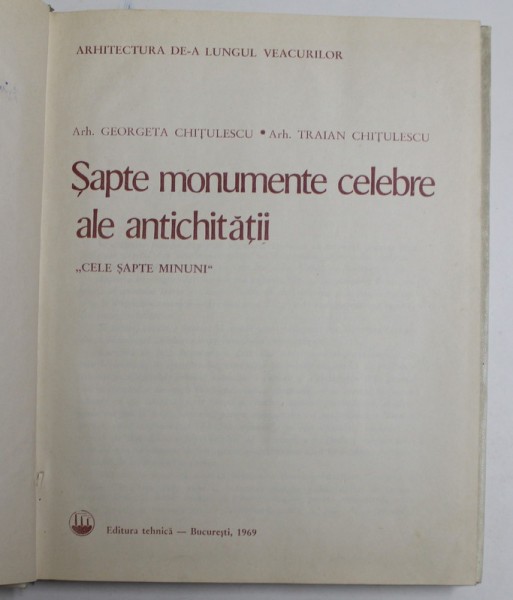 ARHITECTURA DE-A LUNGUL VEACURILOR
Arh. GEORGETA CHIȚULESCU • Arh. TRAIAN CHIȚULESCU
Șapte monumente celebre
ale antichității
„CELE ȘAPTE MINUNI“
Editura tehnică — București, 1969